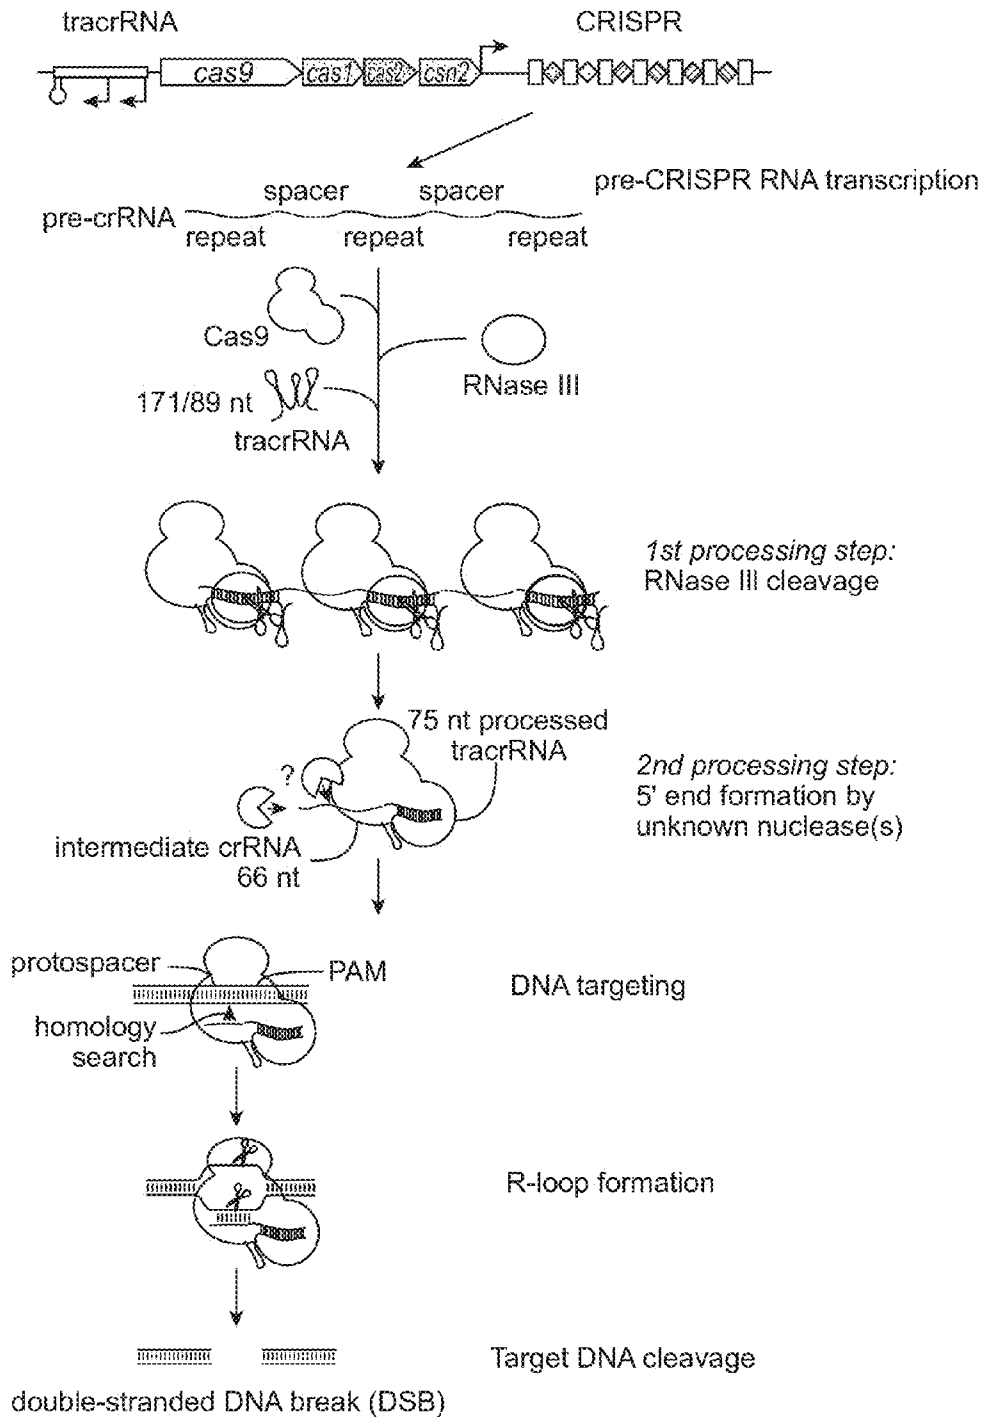 tracrRNA
CRISPR
cas9
cas1
cas2
csn2
pre-CRISPR RNA transcription
spacer
spacer
pre-crRNA
repeat
repeat
repeat
Cas9
RNase III
171/89 nt
tracrRNA
1st processing step:
RNase III cleavage
75 nt processed
tracrRNA
?
2nd processing step:
5' end formation by
unknown nuclease(s)
intermediate crRNA
66 nt
protospacer
PAM
DNA targeting
homology
search
R-loop formation
Target DNA cleavage
double-stranded DNA break (DSB)